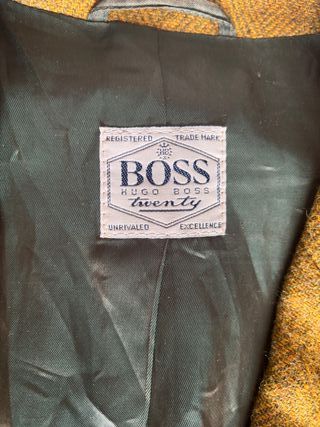 REGISTERED TRADE MARK
BOSS
HUGO BOSS
twenty
UNRIVALED EXCELLENCE